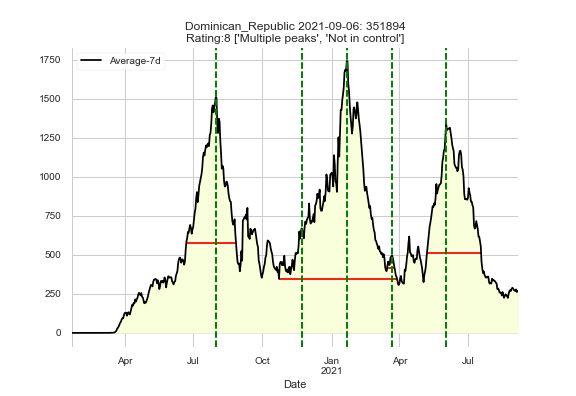 Dominican_Republic 2021-09-06: 351894
Rating:8 ['Multiple peaks', 'Not in control']
Average-7d
1750
1500
1250
1000
750
500
250
0
Apr
Jul
Oct
Jan
2021
Apr
Jul
Date